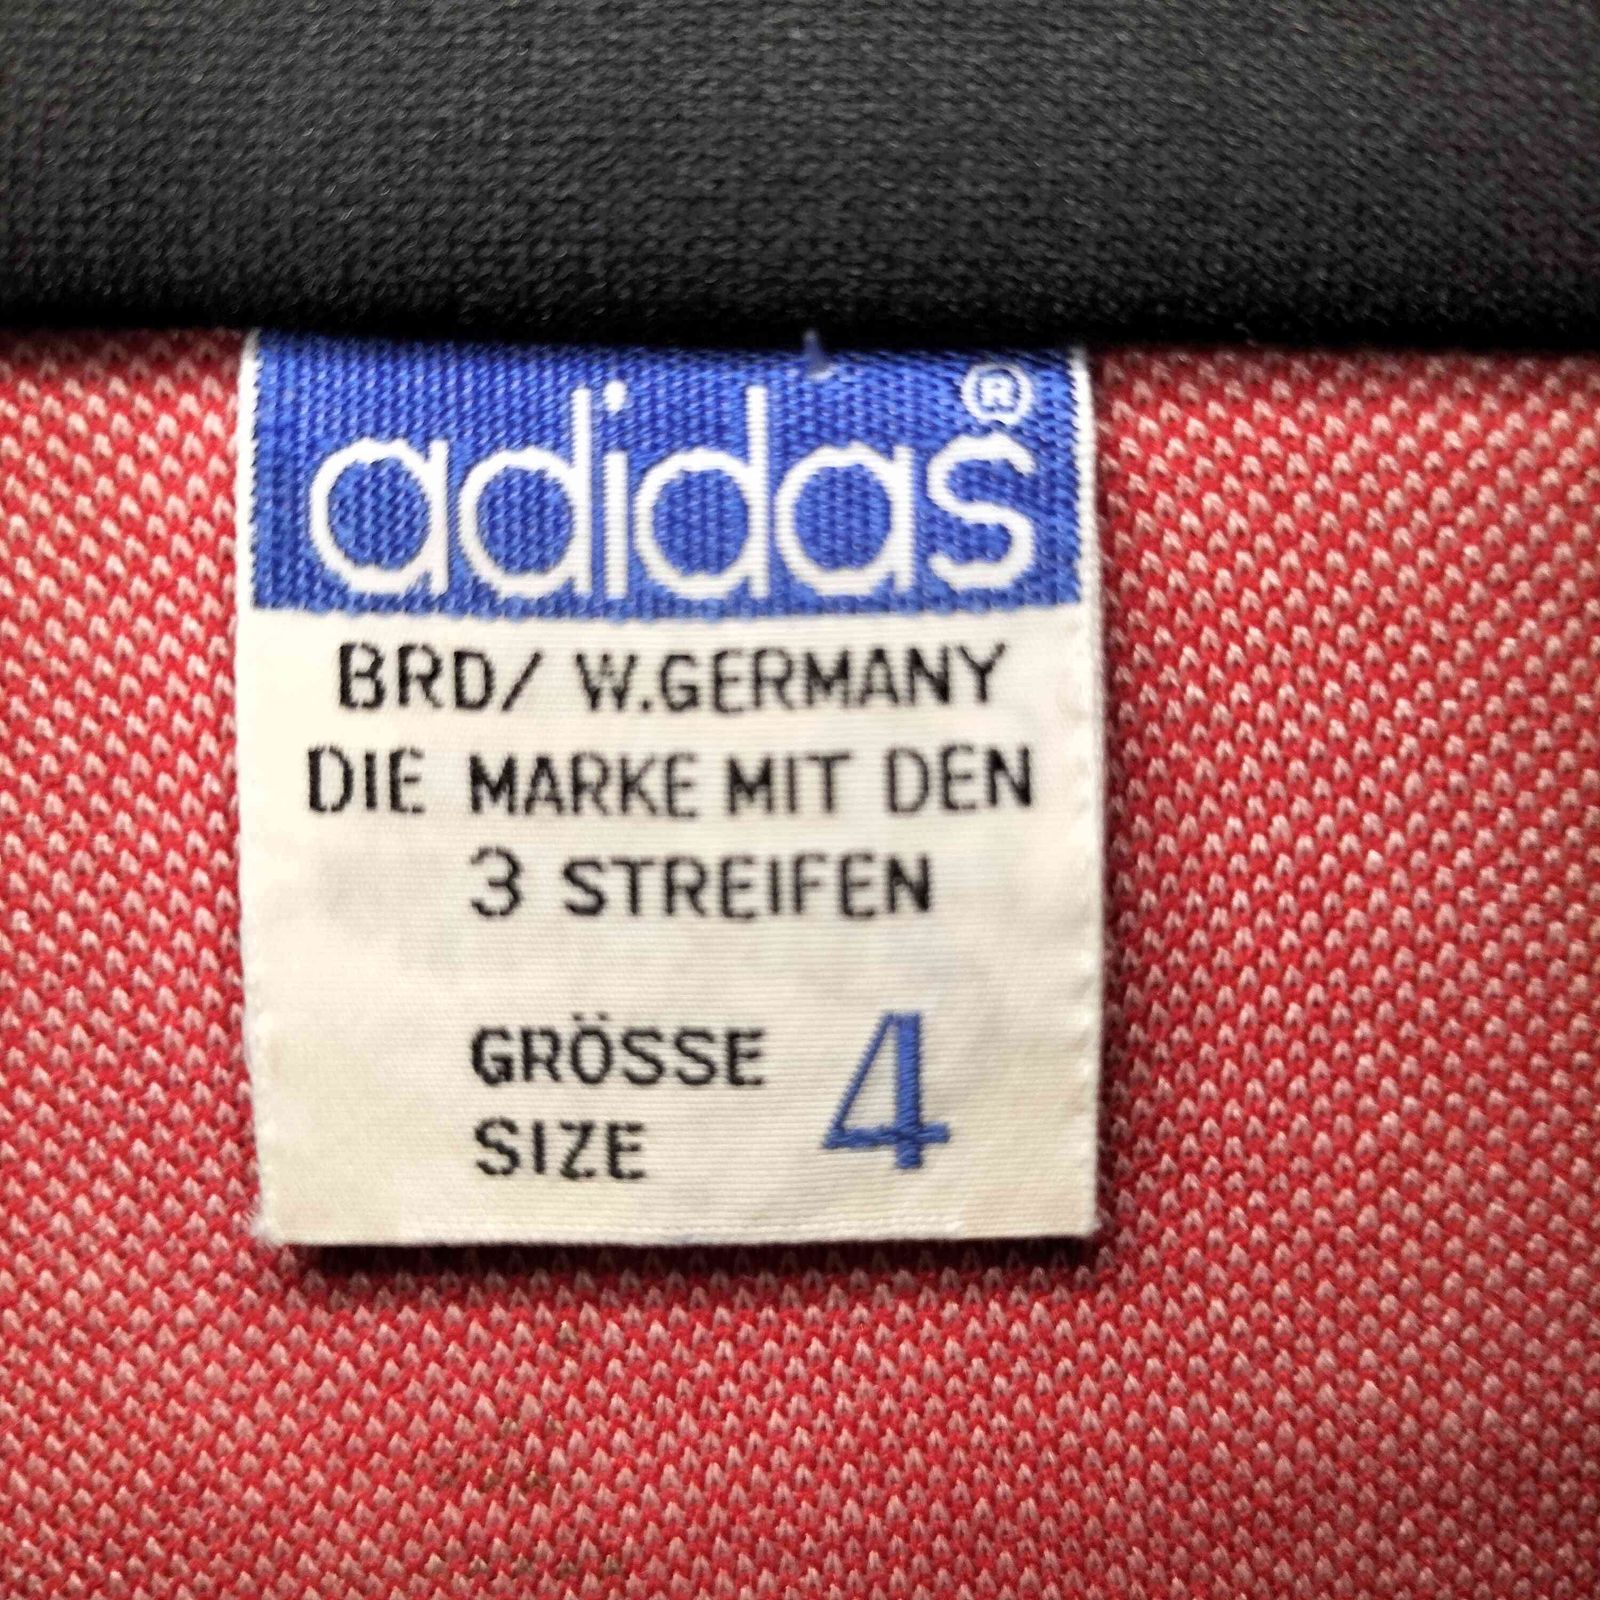 adidas®
BRD/ W.GERMANY
DIE MARKE MIT DEN
3 STREIFEN
GRÖSSE 4
SIZE